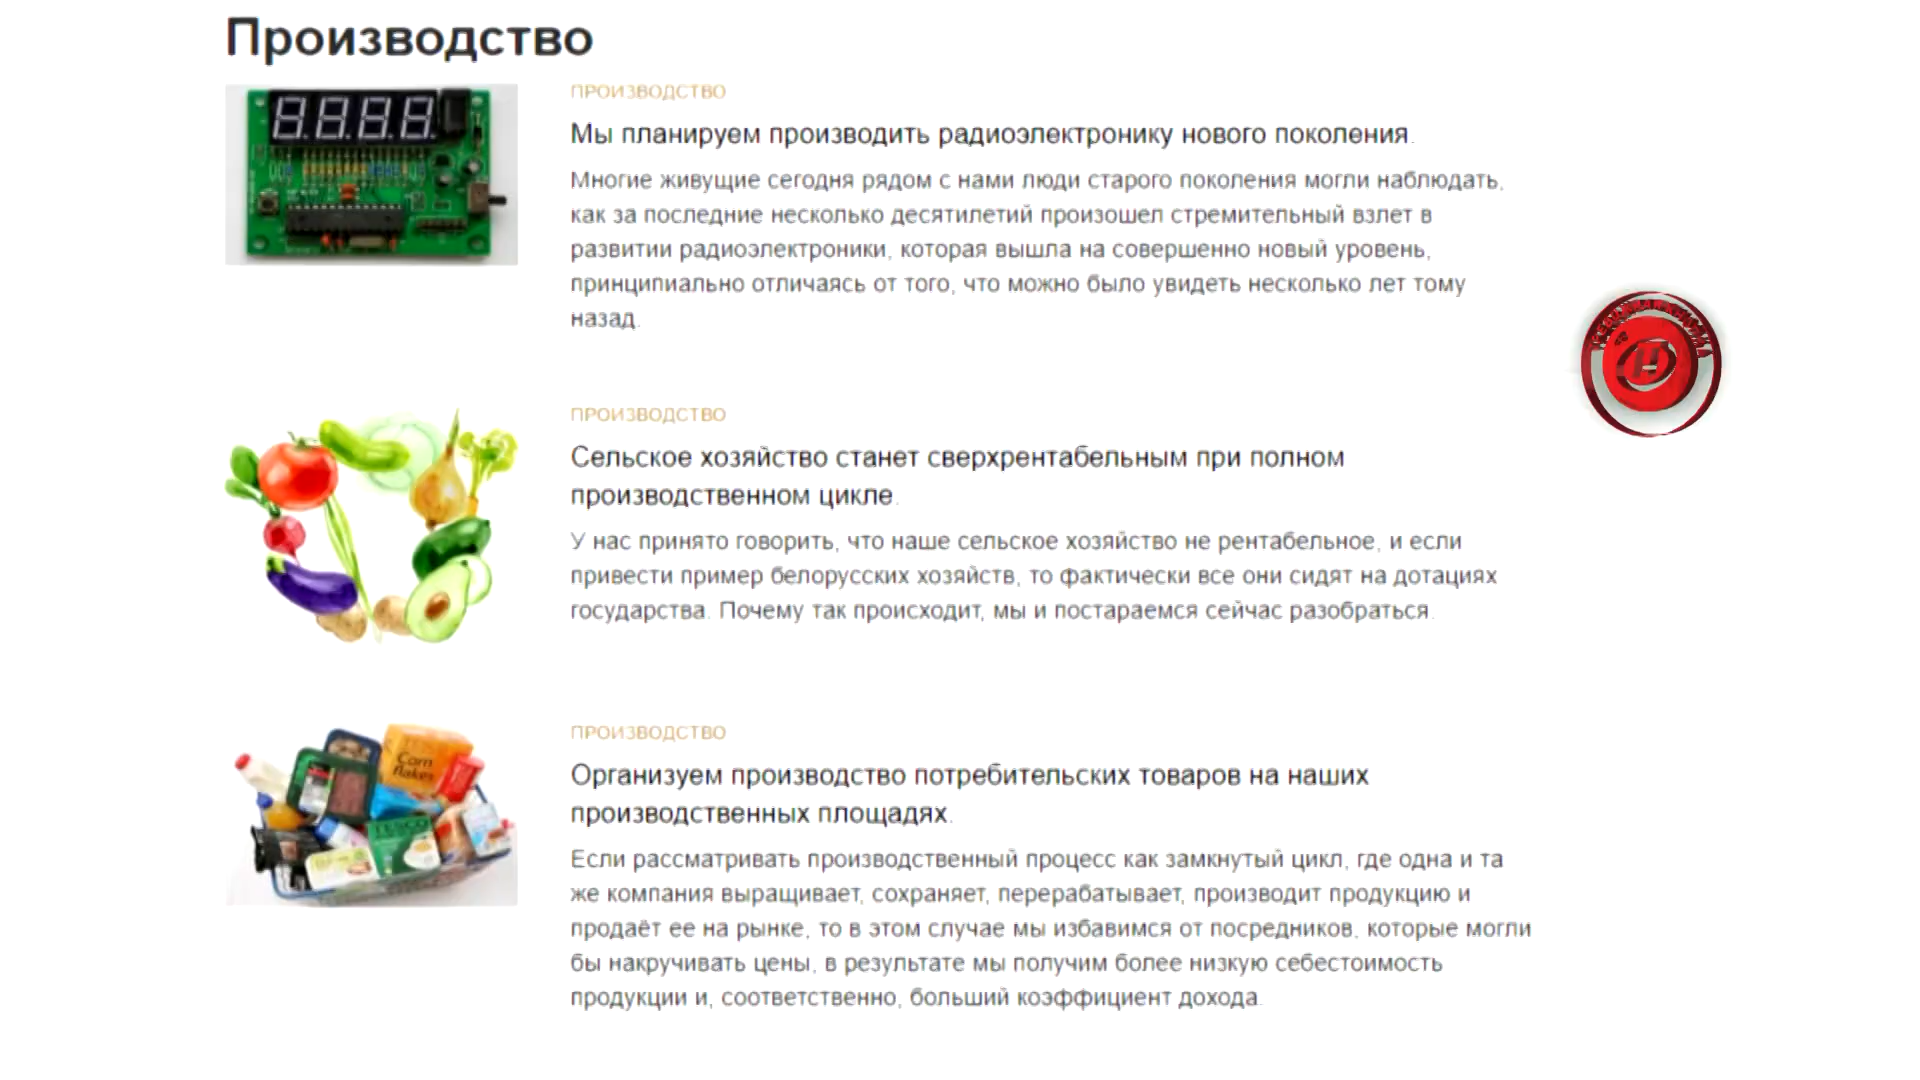 Производство
ПРОИЗВОДСТВО
Мы планируем производить радиоэлектронику нового поколения.
Многие живущие сегодня рядом с нами люди старого поколения могли наблюдать,
как за последние несколько десятилетий произошел стремительный взлет в
развитии радиоэлектроники, которая вышла на совершенно новый уровень,
принципиально отличаясь от того, что можно было увидеть несколько лет тому
назад.
ПРОИЗВОДСТВО
Сельское хозяйство станет сверхрентабельным при полном
производственном цикле.
У нас принято говорить, что наше сельское хозяйство не рентабельное, и если
привести пример белорусских хозяйств, то фактически все они сидят на дотациях
государства. Почему так происходит, мы и постараемся сейчас разобраться.
Corn
flakes
TESCO
ПРОИЗВОДСТВО
Организуем производство потребительских товаров на наших
производственных площадях.
Если рассматривать производственный процесс как замкнутый цикл, где одна и та
же компания выращивает, сохраняет, перерабатывает, производит продукцию и
продаёт ее на рынке, то в этом случае мы избавимся от посредников, которые могли
бы накручивать цены, в результате мы получим более низкую себестоимость
продукции и, соответственно, больший коэффициент дохода.